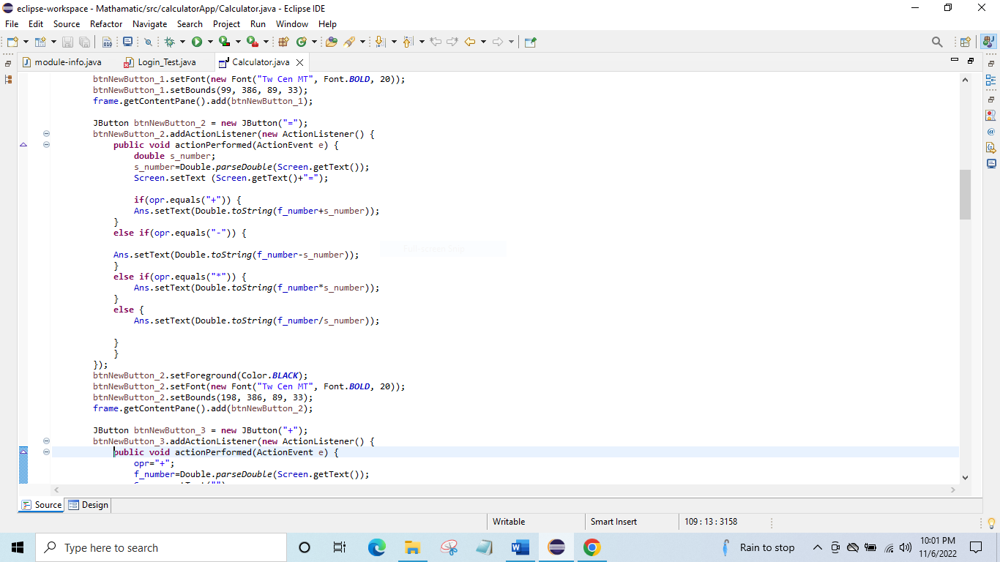 eclipse-workspace - Mathamatic/src/calculatorApp/Calculator.java - Eclipse IDE
File Edit Source Refactor Navigate Search Project Run Window Help
module-info.java Login_Test.java Calculator.java
btnNewButton_1.setFont(new Font("Tw Cen MT", Font.BOLD, 20));
btnNewButton_1.setBounds(99, 386, 89, 33);
frame.getContentPane().add(btnNewButton_1);
JButton btnNewButton_2 = new JButton("=");
btnNewButton_2.addActionListener(new ActionListener() {
public void actionPerformed(ActionEvent e) {
double s_number;
s_number=Double.parseDouble(Screen.getText());
Screen.setText (Screen.getText()+"=");
if(opr.equals("+")) {
Ans.setText(Double.toString(f_number+s_number));
}
else if(opr.equals("-")) {
Ans.setText(Double.toString(f_number-s_number));
}
else if(opr.equals("*")) {
Ans.setText(Double.toString(f_number*s_number));
}
else {
Ans.setText(Double.toString(f_number/s_number));
}
}
});
btnNewButton_2.setForeground(Color.BLACK);
btnNewButton_2.setFont(new Font("Tw Cen MT", Font.BOLD, 20));
btnNewButton_2.setBounds(198, 386, 89, 33);
frame.getContentPane().add(btnNewButton_2);
JButton btnNewButton_3 = new JButton("+");
btnNewButton_3.addActionListener(new ActionListener() {
public void actionPerformed(ActionEvent e) {
opr="+";
f_number=Double.parseDouble(Screen.getText());
Source Design
Writable Smart Insert 109 : 13 : 3158
Type here to search Rain to stop 10:01 PM
11/6/2022